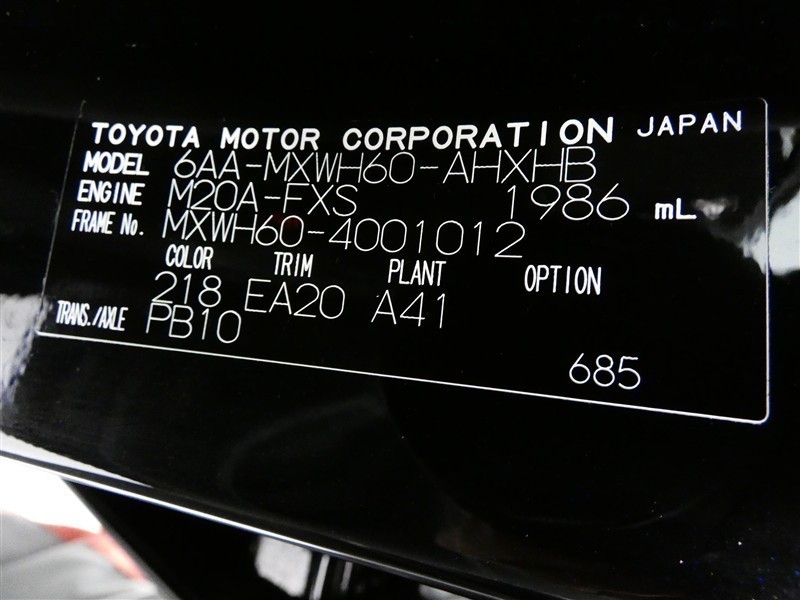 TOYOTA MOTOR CORPORATION JAPAN
MODEL 6AA-MXWH60-AHXHB
ENGINE M20A-FXS 1986 mL
FRAME No. MXWH60-4001012
COLOR TRIM PLANT OPTION
218 EA20 A41
TRANS./AXLE PB10
685